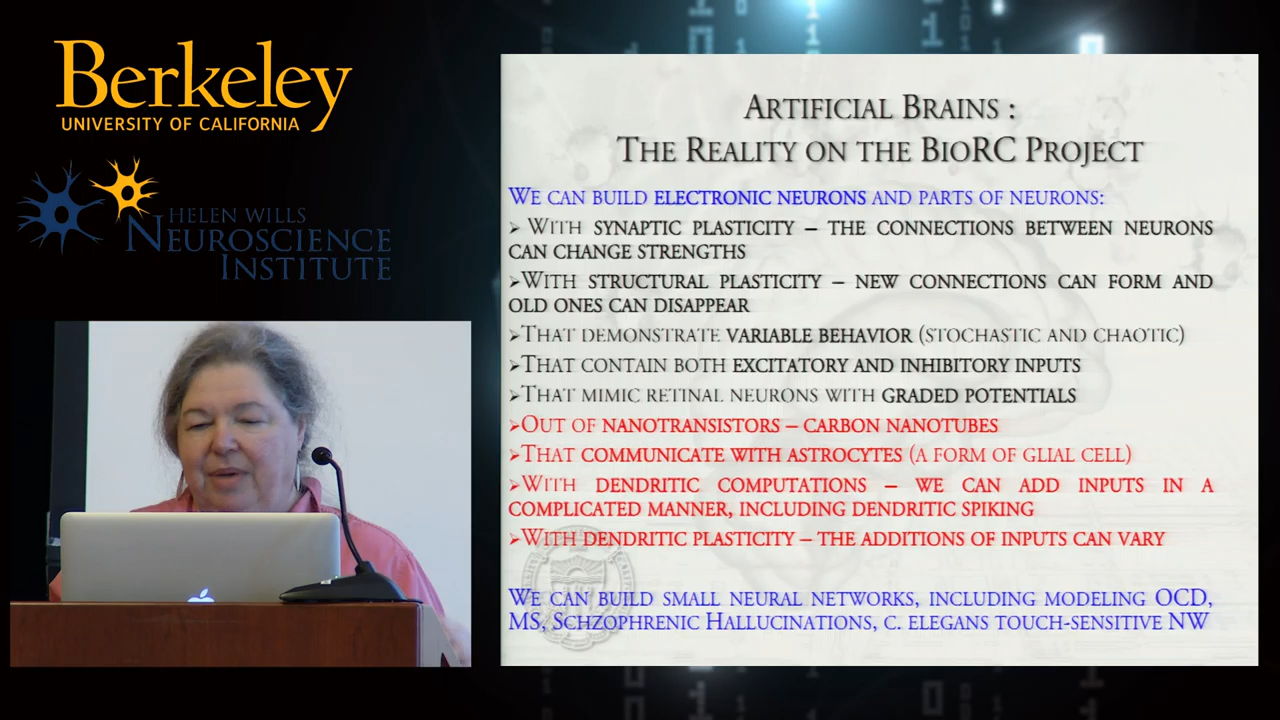 Berkeley
UNIVERSITY OF CALIFORNIA
HELEN WILLS
NEUROSCIENCE
INSTITUTE
ARTIFICIAL BRAINS :
THE REALITY ON THE BIORC PROJECT
WE CAN BUILD ELECTRONIC NEURONS AND PARTS OF NEURONS:
➢ WITH SYNAPTIC PLASTICITY – THE CONNECTIONS BETWEEN NEURONS
CAN CHANGE STRENGTHS
➢WITH STRUCTURAL PLASTICITY – NEW CONNECTIONS CAN FORM AND
OLD ONES CAN DISAPPEAR
➢THAT DEMONSTRATE VARIABLE BEHAVIOR (STOCHASTIC AND CHAOTIC)
➢THAT CONTAIN BOTH EXCITATORY AND INHIBITORY INPUTS
➢THAT MIMIC RETINAL NEURONS WITH GRADED POTENTIALS
➢OUT OF NANOTRANSISTORS – CARBON NANOTUBES
➢THAT COMMUNICATE WITH ASTROCYTES (A FORM OF GLIAL CELL)
➢WITH DENDRITIC COMPUTATIONS – WE CAN ADD INPUTS IN A
COMPLICATED MANNER, INCLUDING DENDRITIC SPIKING
➢WITH DENDRITIC PLASTICITY – THE ADDITIONS OF INPUTS CAN VARY
WE CAN BUILD SMALL NEURAL NETWORKS, INCLUDING MODELING OCD,
MS, SCHZOPHRENIC HALLUCINATIONS, C. ELEGANS TOUCH-SENSITIVE NW